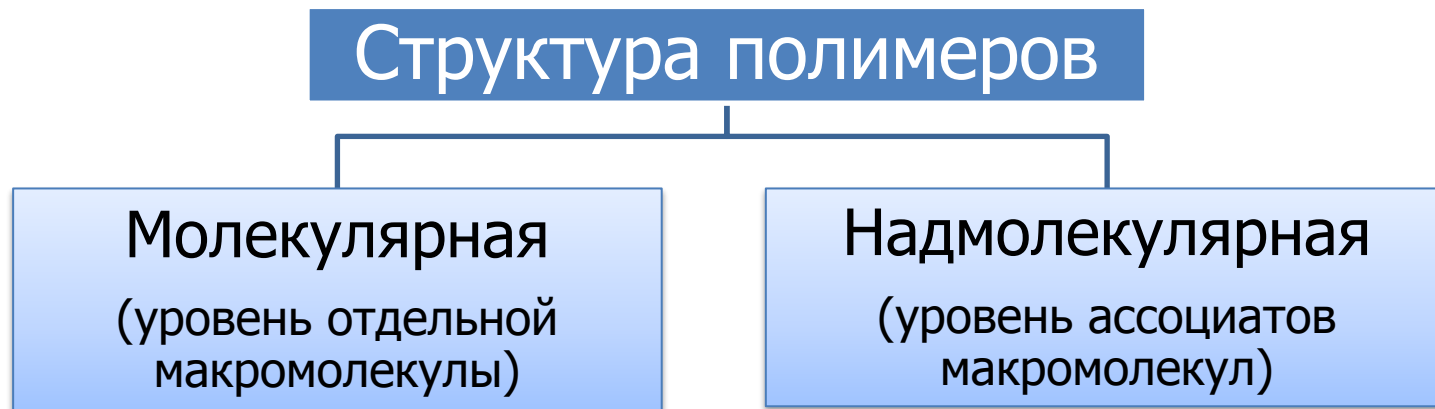 Структура полимеров
Молекулярная
(уровень отдельной
макромолекулы)
Надмолекулярная
(уровень ассоциатов
макромолекул)